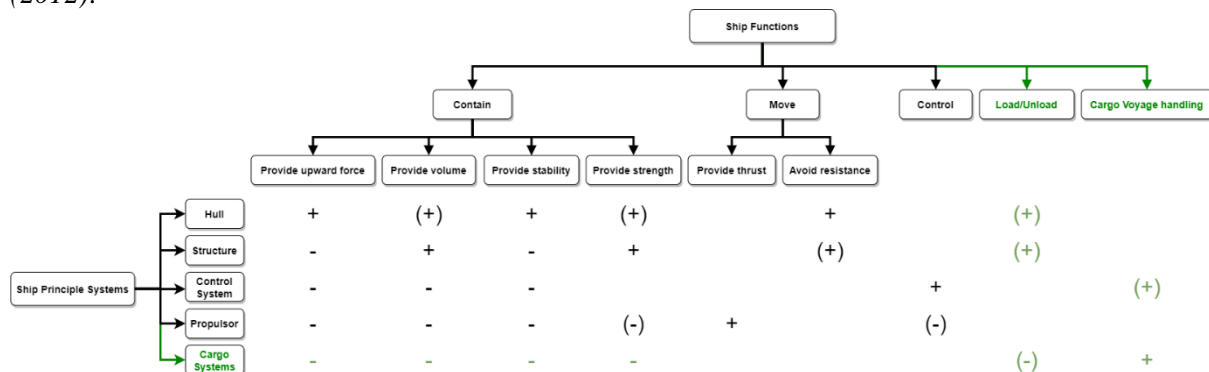 (2012).
Ship Functions
Contain
Move
Control
Load/Unload
Cargo Voyage handling
Provide upward force
Provide volume
Provide stability
Provide strength
Provide thrust
Avoid resistance
Ship Principle Systems
Hull + (+) + (+) + (+)
Structure - + - + (+) (+)
Control
System - - - + (+)
Propulsor - - - (-) + (-)
Cargo
Systems - - - - (-) +